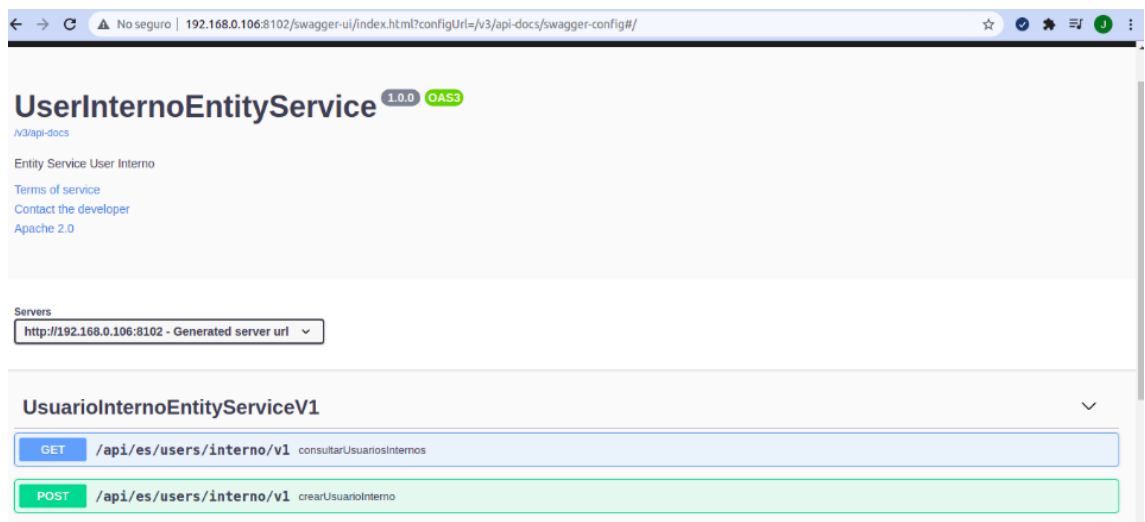 No seguro | 192.168.0.106:8102/swagger-ui/index.html?configUrl=/v3/api-docs/swagger-config#/
J
UserInternoEntityService 1.0.0 OAS3
/v3/api-docs
Entity Service User Interno
Terms of service
Contact the developer
Apache 2.0
Servers
http://192.168.0.106:8102 - Generated server url
UsuarioInternoEntityServiceV1
GET /api/es/users/interno/v1 consultarUsuariosInternos
POST /api/es/users/interno/v1 crearUsuarioInterno